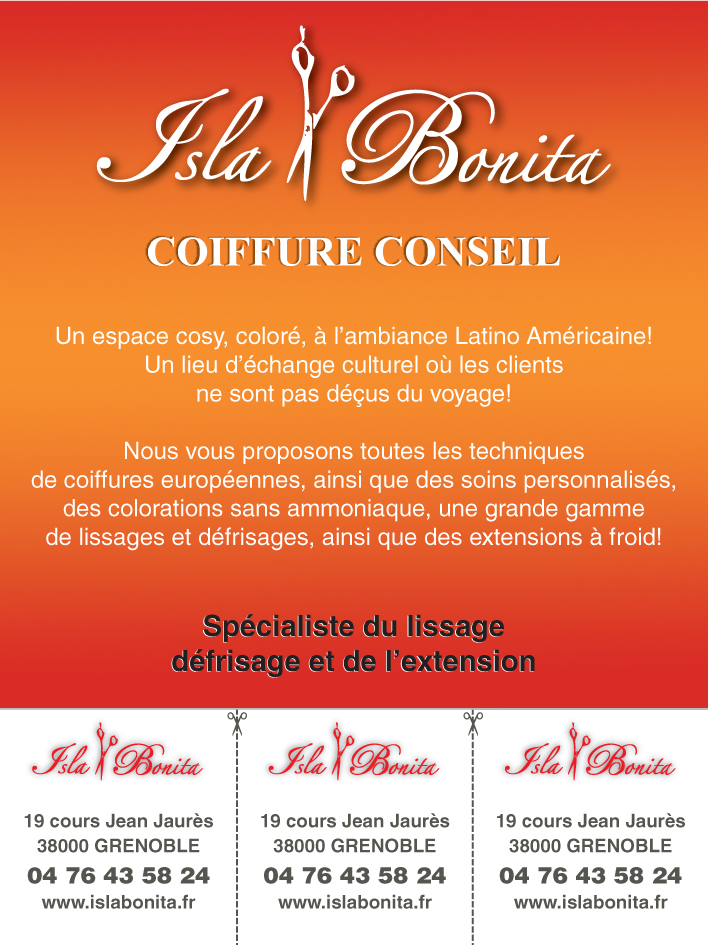 Isla Bonita
COIFFURE CONSEIL
Un espace cosy, coloré, à l'ambiance Latino Américaine!
Un lieu d'échange culturel où les clients
ne sont pas déçus du voyage!
Nous vous proposons toutes les techniques
de coiffures européennes, ainsi que des soins personnalisés,
des colorations sans ammoniaque, une grande gamme
de lissages et défrisages, ainsi que des extensions à froid!
Spécialiste du lissage
défrisage et de l'extension
Isla Bonita
19 cours Jean Jaurès
38000 GRENOBLE
04 76 43 58 24
www.islabonita.fr
Isla Bonita
19 cours Jean Jaurès
38000 GRENOBLE
04 76 43 58 24
www.islabonita.fr
Isla Bonita
19 cours Jean Jaurès
38000 GRENOBLE
04 76 43 58 24
www.islabonita.fr